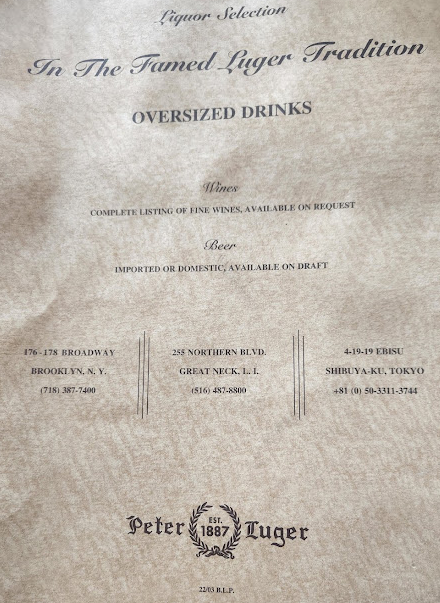 Liquor Selection
In The Famed Luger Tradition
OVERSIZED DRINKS
Wines
COMPLETE LISTING OF FINE WINES, AVAILABLE ON REQUEST
Beer
IMPORTED OR DOMESTIC, AVAILABLE ON DRAFT
176-178 BROADWAY
BROOKLYN, N. Y.
(718) 387-7400
255 NORTHERN BLVD.
GREAT NECK, L. I.
(516) 487-8800
4-19-19 EBISU
SHIBUYA-KU, TOKYO
+81 (0) 50-3311-3744
Peter EST. 1887 Luger
22/03 B.L.P.